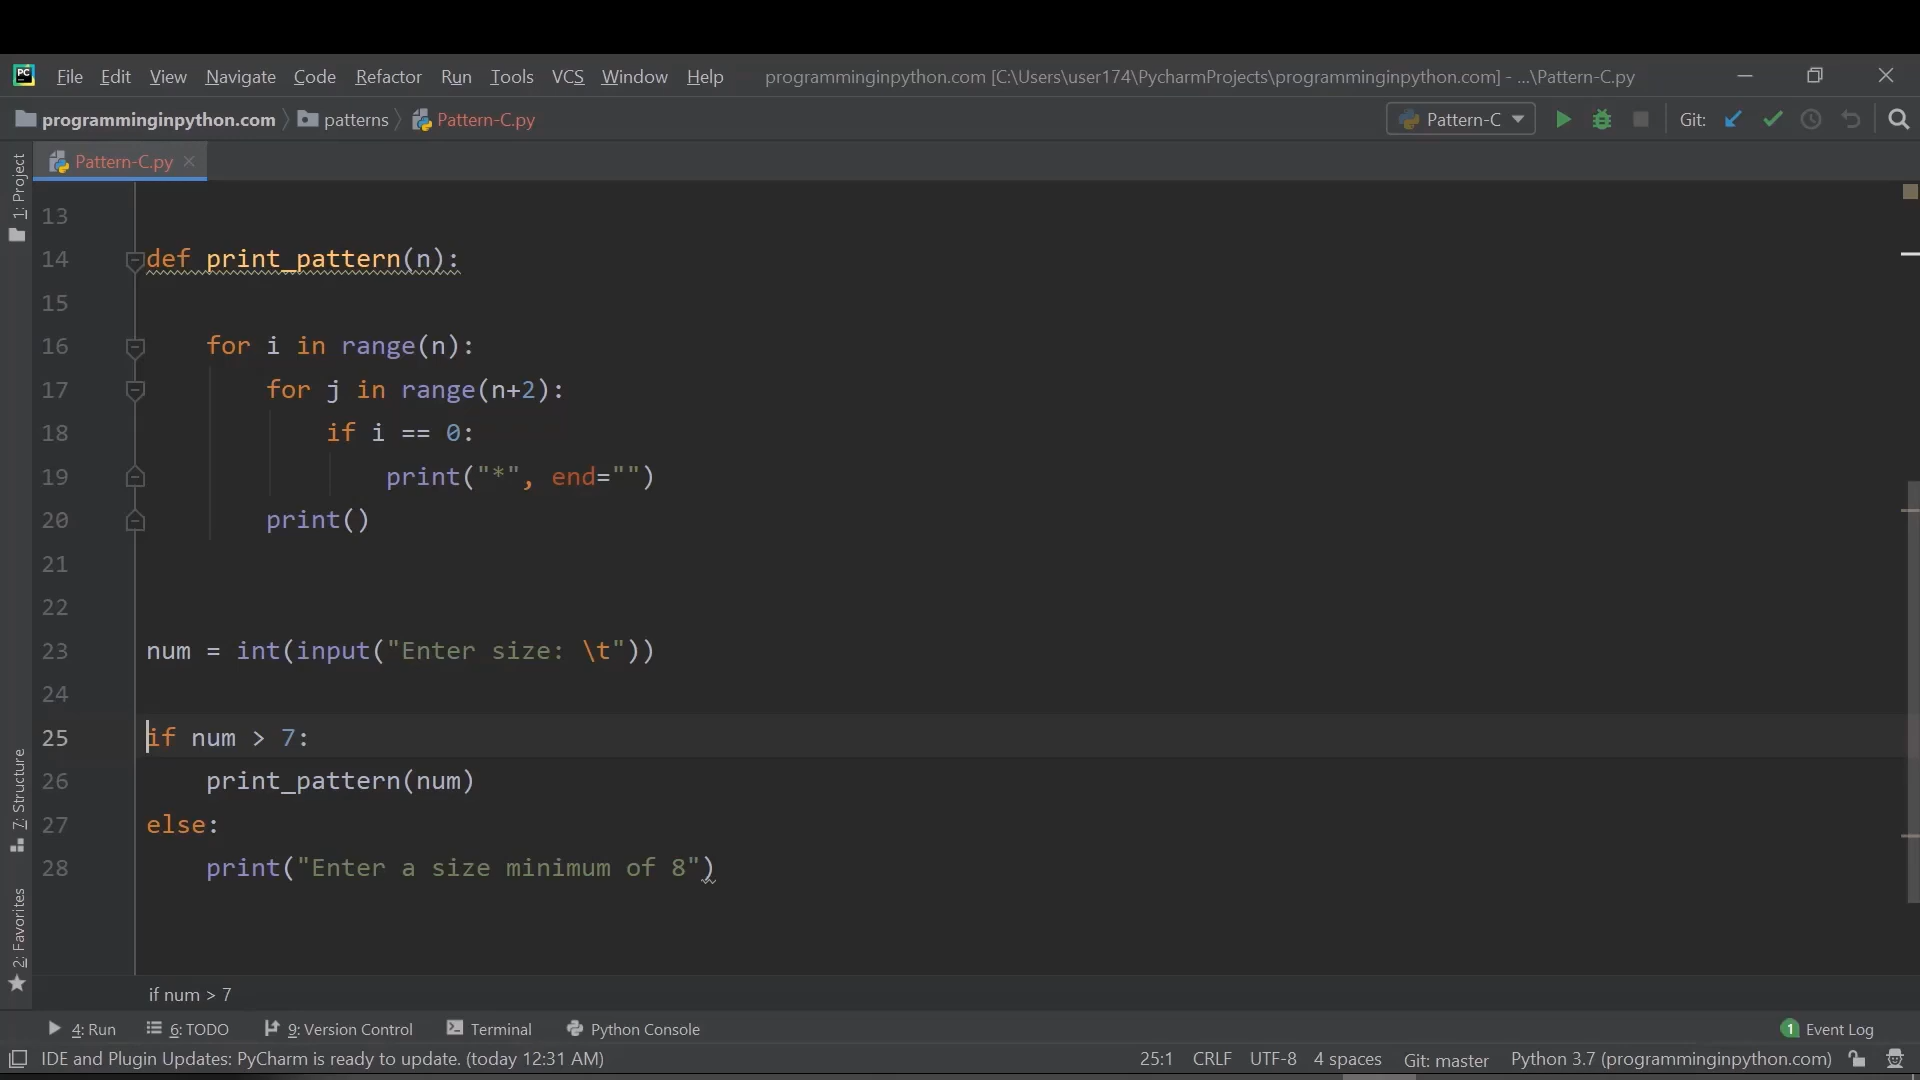 PC File Edit View Navigate Code Refactor Run Tools VCS Window Help programminginpython.com [C:\Users\user174\PycharmProjects\programminginpython.com] - ...\Pattern-C.py
programminginpython.com patterns Pattern-C.py Pattern-C Git:
Pattern-C.py
1: Project
13
14 def print_pattern(n):
15
16 for i in range(n):
17 for j in range(n+2):
18 if i == 0:
19 print("*", end="")
20 print()
21
22
23 num = int(input("Enter size: \t"))
24
25 if num > 7:
26 print_pattern(num)
27 else:
28 print("Enter a size minimum of 8")
7: Structure
2: Favorites
if num > 7
4: Run 6: TODO 9: Version Control Terminal Python Console 1 Event Log
IDE and Plugin Updates: PyCharm is ready to update. (today 12:31 AM) 25:1 CRLF UTF-8 4 spaces Git: master Python 3.7 (programminginpython.com)